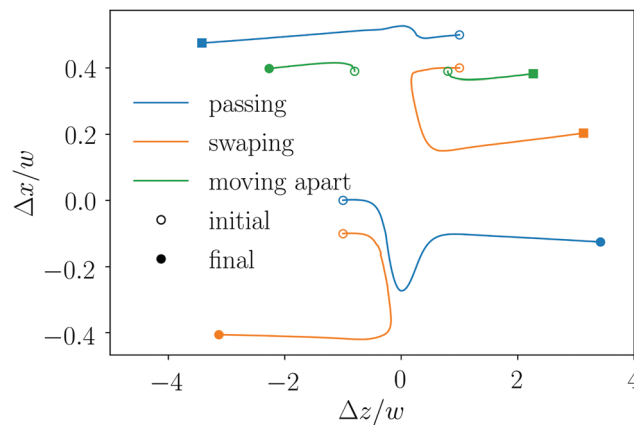 0.4
0.2
0.0
−0.2
−0.4
Δx/w
passing
swaping
moving apart
initial
final
−4
−2
0
2
4
Δz/w